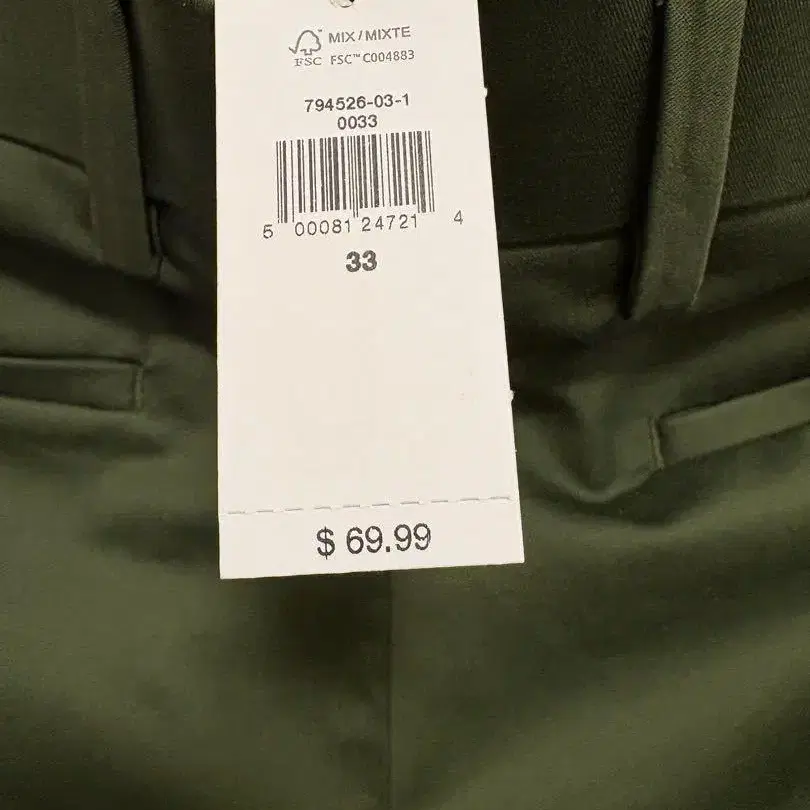 MIX/MIXTE
FSC FSC™ C004883
794526-03-1
0033
5 00081 24721 4
33
$ 69.99